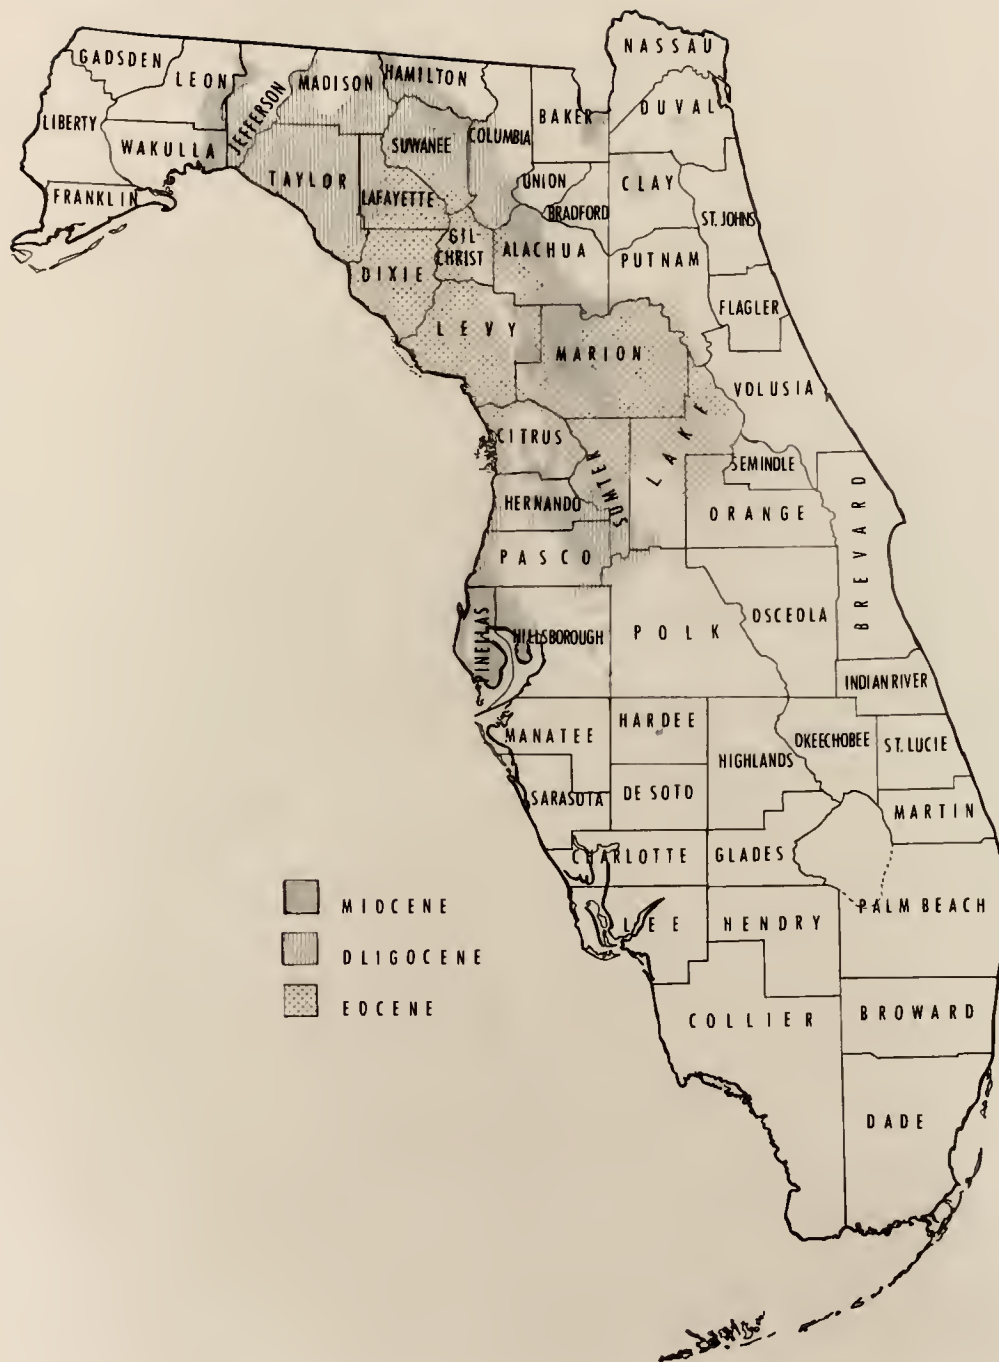 NASSAU
GADSDEN
LEON
JEFFERSON
MADISON
HAMILTON
LIBERTY
WAKULLA
FRANKLIN
TAYLOR
LAFAYETTE
SUWANEE
COLUMBIA
BAKER
DUVAL
UNION
BRADFORD
CLAY
ST. JOHNS
DIXIE
GIL-
CHRIST
ALACHUA
PUTNAM
FLAGLER
LEVY
MARION
VOLUSIA
CITRUS
SUMTER
LAKE
SEMINDLE
ORANGE
HERNANDO
PASCO
BREVARD
PINELLAS
HILLSBOROUGH
POLK
OSCEOLA
INDIAN RIVER
MANATEE
HARDEE
HIGHLANDS
OKEECHOBEE
ST. LUCIE
SARASOTA
DE SOTO
MARTIN
CHARLOTTE
GLADES
LEE
HENDRY
PALM BEACH
COLLIER
BROWARD
DADE
MIOCENE
DLIGOCENE
EOCENE